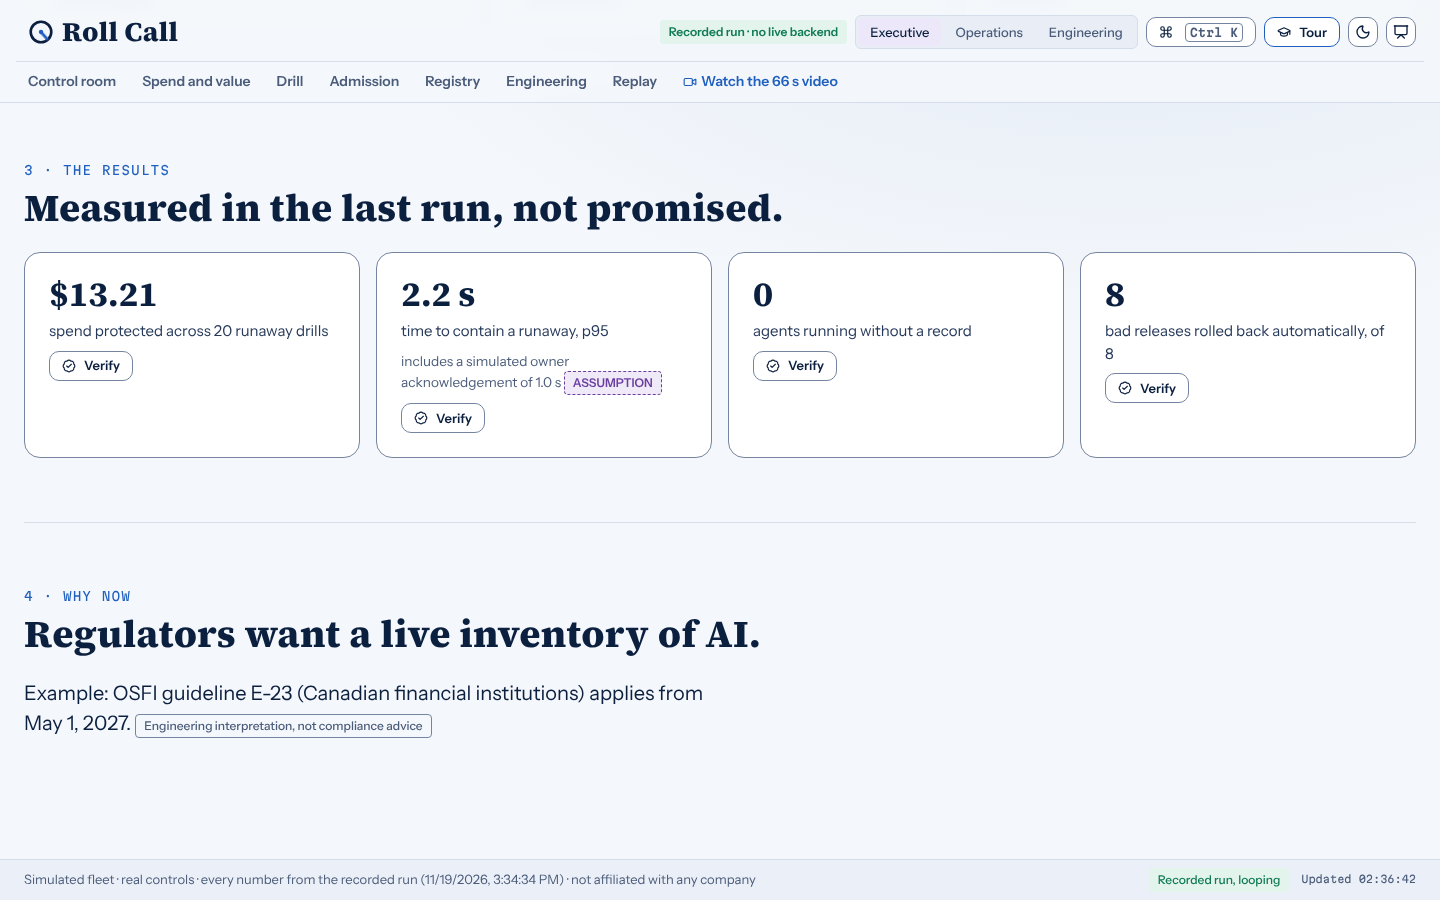 Roll Call
Recorded run · no live backend
Executive
Operations
Engineering
⌘ Ctrl K
Tour
Control room
Spend and value
Drill
Admission
Registry
Engineering
Replay
Watch the 66 s video
3 · THE RESULTS
Measured in the last run, not promised.
$13.21
spend protected across 20 runaway drills
Verify
2.2 s
time to contain a runaway, p95
includes a simulated owner
acknowledgement of 1.0 s ASSUMPTION
Verify
0
agents running without a record
Verify
8
bad releases rolled back automatically, of
8
Verify
4 · WHY NOW
Regulators want a live inventory of AI.
Example: OSFI guideline E-23 (Canadian financial institutions) applies from
May 1, 2027. Engineering interpretation, not compliance advice
Simulated fleet · real controls · every number from the recorded run (11/19/2026, 3:34:34 PM) · not affiliated with any company
Recorded run, looping
Updated 02:36:42